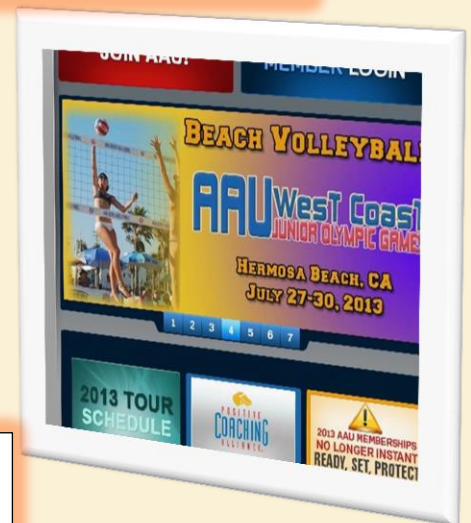 JOIN AAU!
MEMBER LOGIN
BEACH VOLLEYBALL
AAU WEST COAST
JUNIOR OLYMPIC GAMES
HERMOSA BEACH, CA
JULY 27-30, 2013
1 2 3 4 5 6 7
2013 TOUR
SCHEDULE
POSITIVE
COACHING
ALLIANCE
2013 AAU MEMBERSHIPS
NO LONGER INSTANT
READY, SET, PROTECT